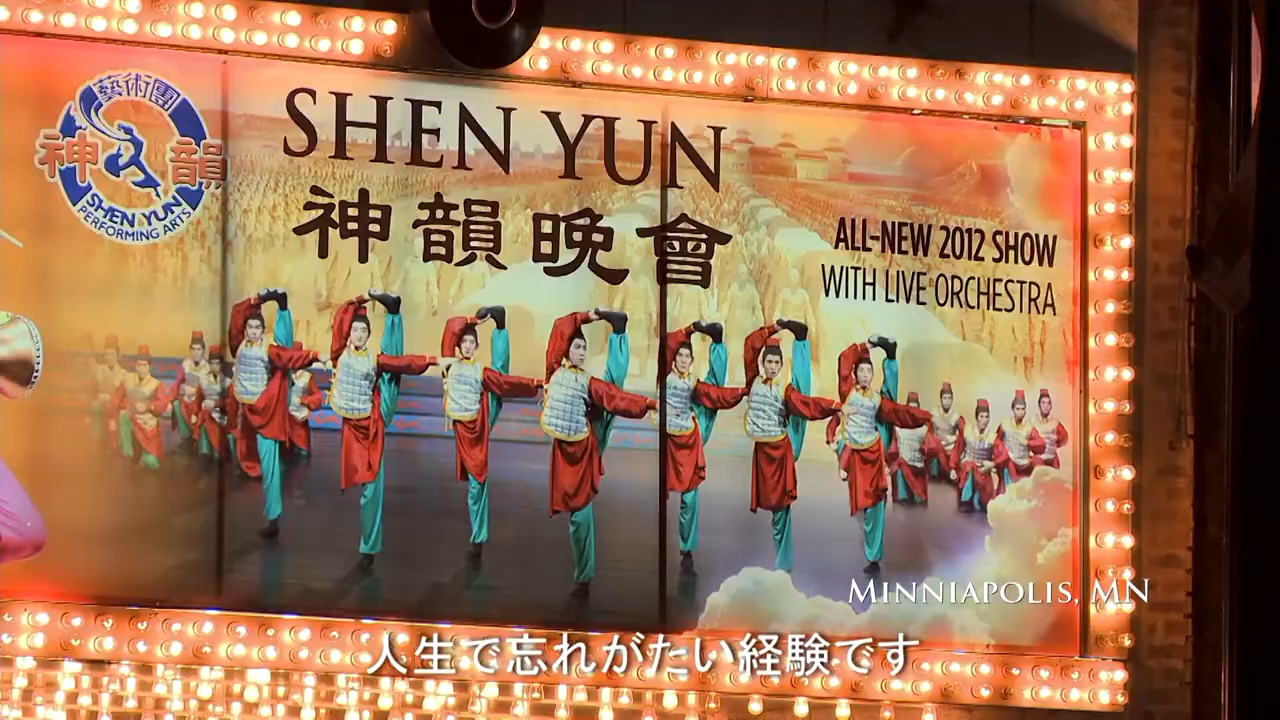 藝術團
神韻
SHEN YUN
PERFORMING ARTS
SHEN YUN
神韻晚會
ALL-NEW 2012 SHOW
WITH LIVE ORCHESTRA
MINNIAPOLIS, MN
人生で忘れがたい経験です